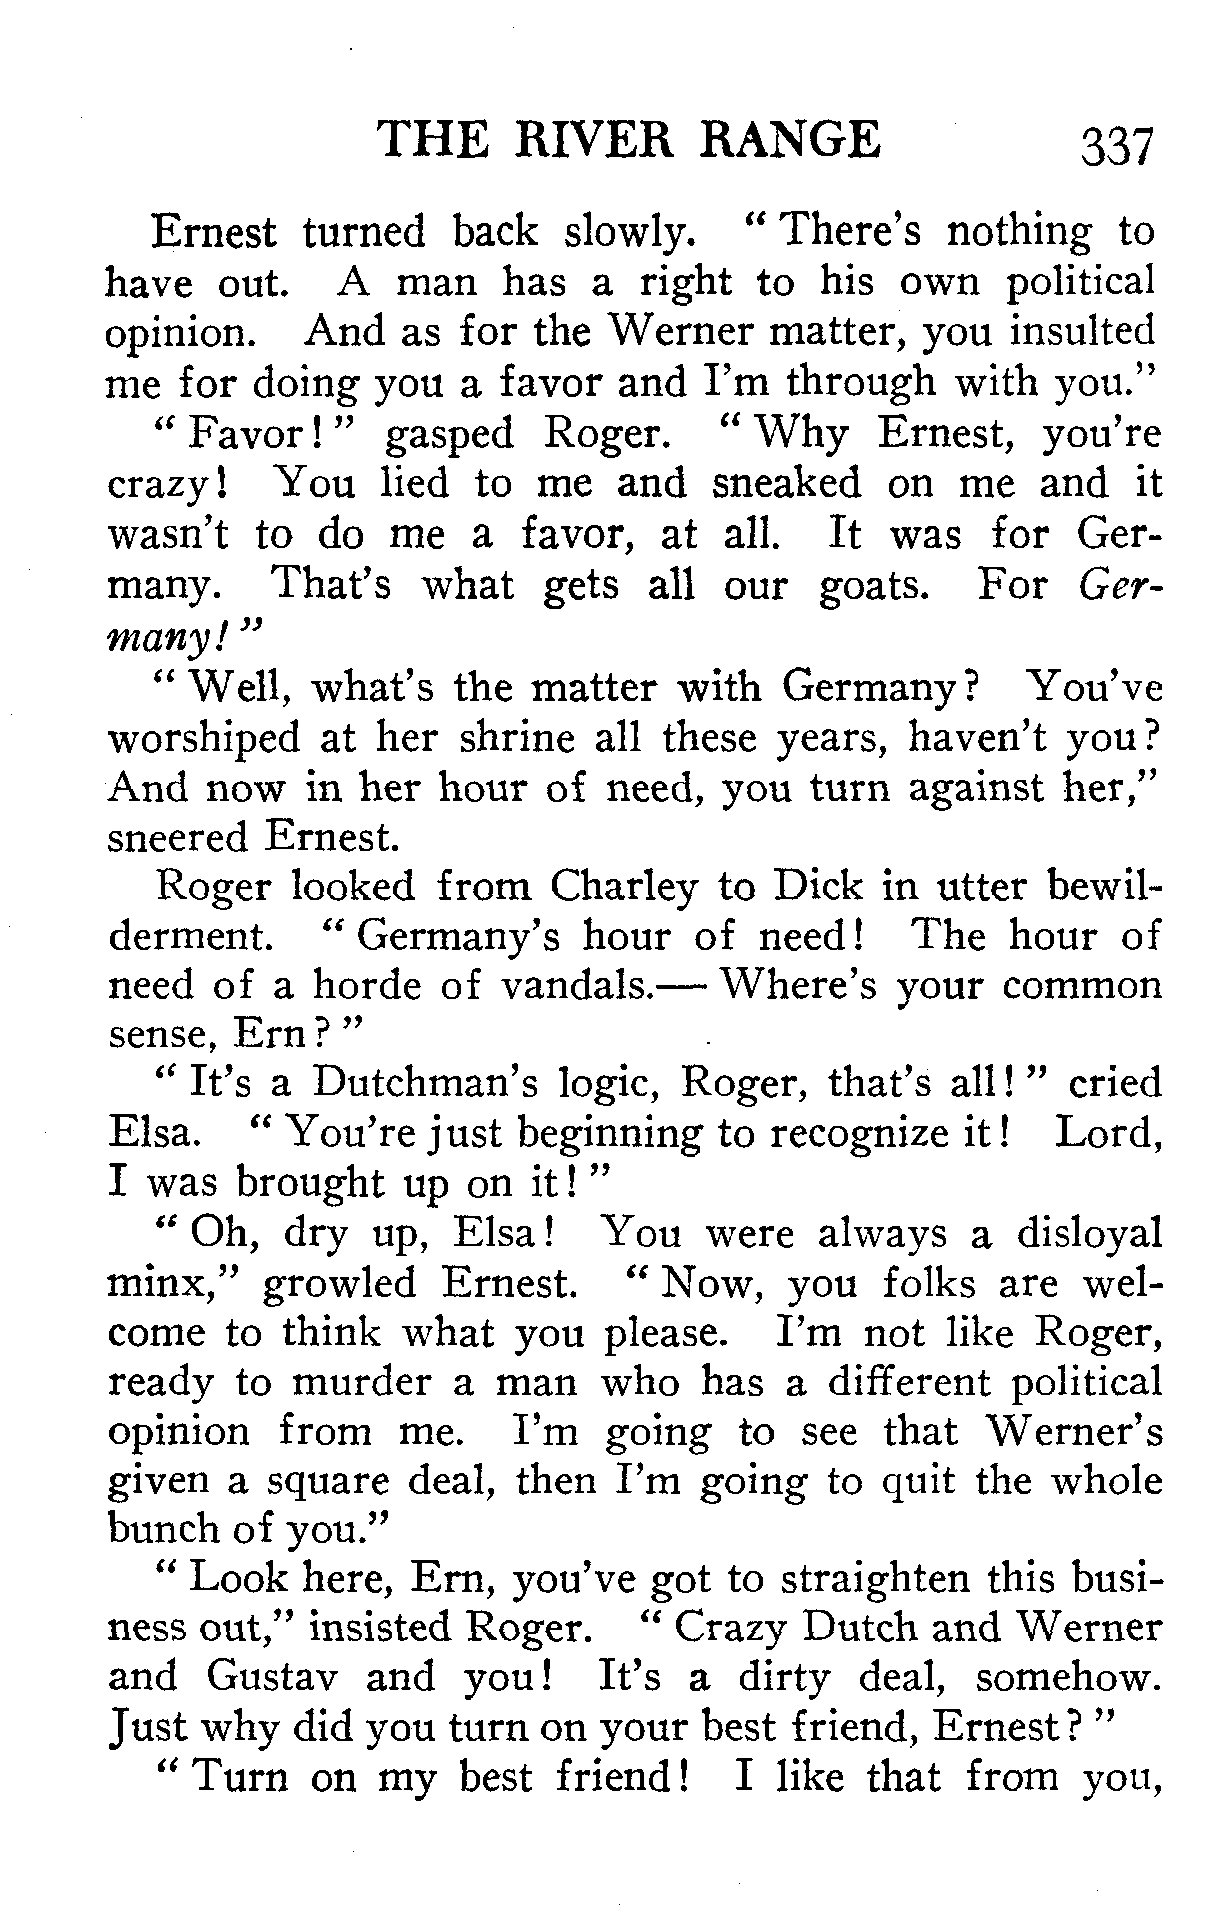 THE RIVER RANGE 337
Ernest turned back slowly. " There's nothing to
have out. A man has a right to his own political
opinion. And as for the Werner matter, you insulted
me for doing you a favor and I'm through with you."
" Favor! " gasped Roger. " Why Ernest, you're
crazy! You lied to me and sneaked on me and it
wasn't to do me a favor, at all. It was for Ger-
many. That's what gets all our goats. For Ger-
many! "
" Well, what's the matter with Germany? You've
worshiped at her shrine all these years, haven't you?
And now in her hour of need, you turn against her,"
sneered Ernest.
Roger looked from Charley to Dick in utter bewil-
derment. " Germany's hour of need! The hour of
need of a horde of vandals.— Where's your common
sense, Ern? "
" It's a Dutchman's logic, Roger, that's all! " cried
Elsa. " You're just beginning to recognize it! Lord,
I was brought up on it! "
" Oh, dry up, Elsa! You were always a disloyal
minx," growled Ernest. " Now, you folks are wel-
come to think what you please. I'm not like Roger,
ready to murder a man who has a different political
opinion from me. I'm going to see that Werner's
given a square deal, then I'm going to quit the whole
bunch of you."
" Look here, Ern, you've got to straighten this busi-
ness out," insisted Roger. " Crazy Dutch and Werner
and Gustav and you! It's a dirty deal, somehow.
Just why did you turn on your best friend, Ernest? "
" Turn on my best friend! I like that from you,